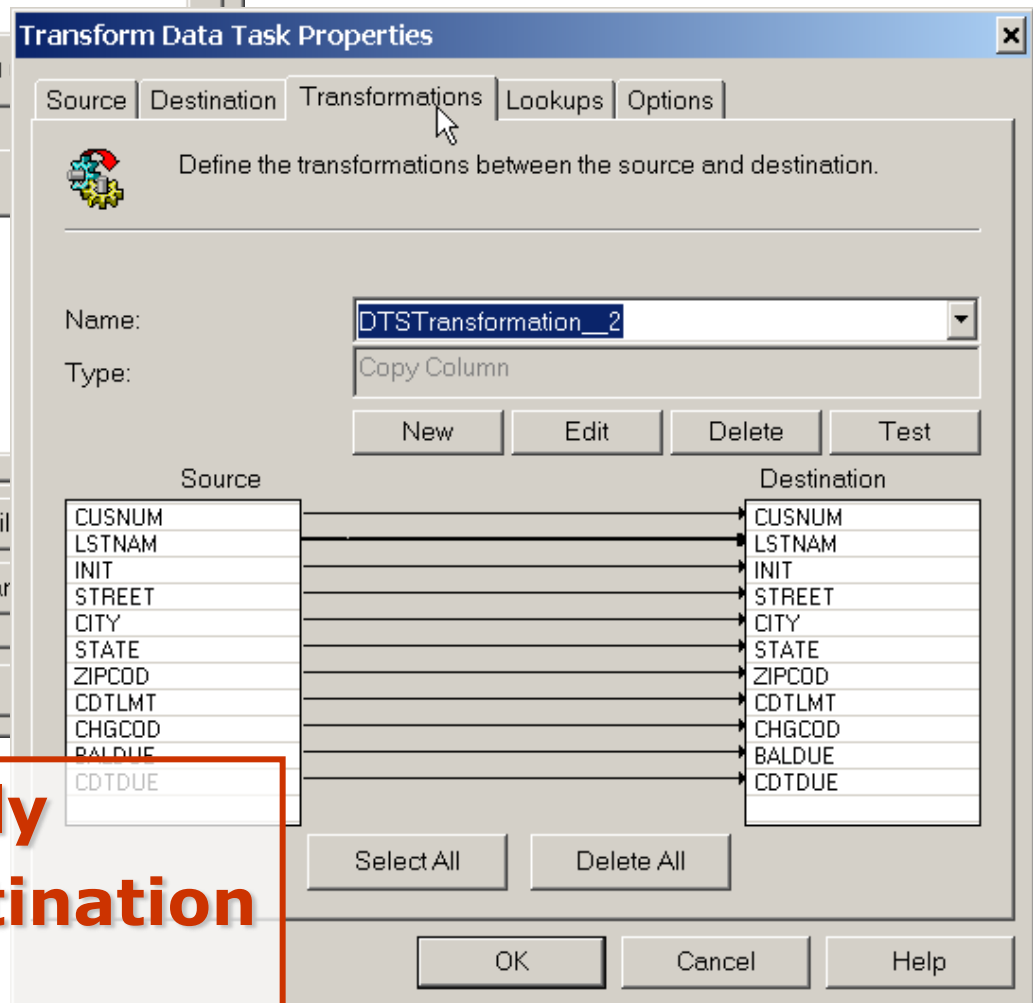 Transform Data Task Properties
Source Destination Transformations Lookups Options
Define the transformations between the source and destination.
Name: DTSTransformation__2
Type: Copy Column
New Edit Delete Test
Source Destination
CUSNUM CUSNUM
LSTNAM LSTNAM
INIT INIT
STREET STREET
CITY CITY
STATE STATE
ZIPCOD ZIPCOD
CDTLMT CDTLMT
CHGCOD CHGCOD
BALDUE BALDUE
CDTDUE CDTDUE
Select All Delete All
OK Cancel Help